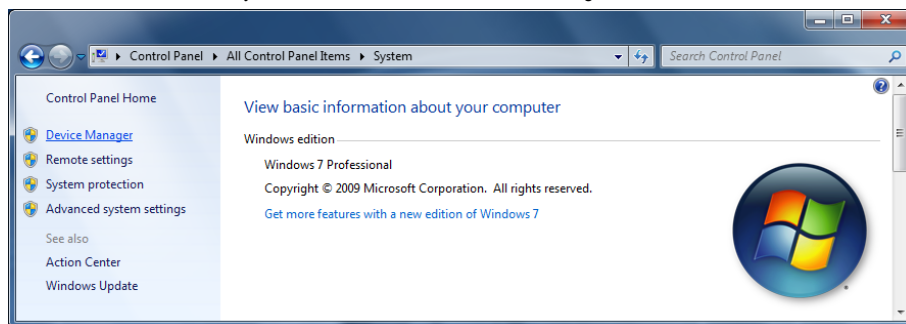 Control Panel ▸ All Control Panel Items ▸ System
Search Control Panel
Control Panel Home
Device Manager
Remote settings
System protection
Advanced system settings
See also
Action Center
Windows Update
View basic information about your computer
Windows edition
Windows 7 Professional
Copyright © 2009 Microsoft Corporation. All rights reserved.
Get more features with a new edition of Windows 7